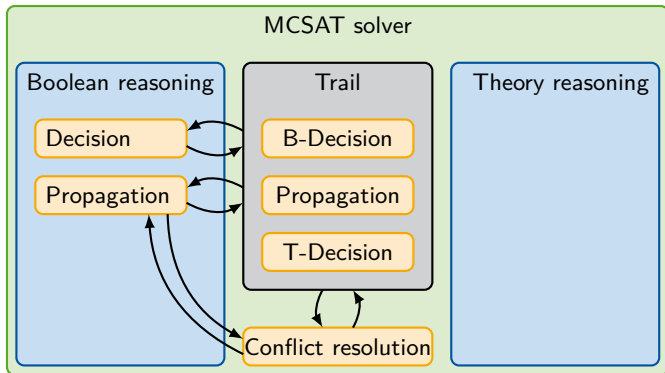 MCSAT solver
Boolean reasoning
Decision
Propagation
Trail
B-Decision
Propagation
T-Decision
Conflict resolution
Theory reasoning